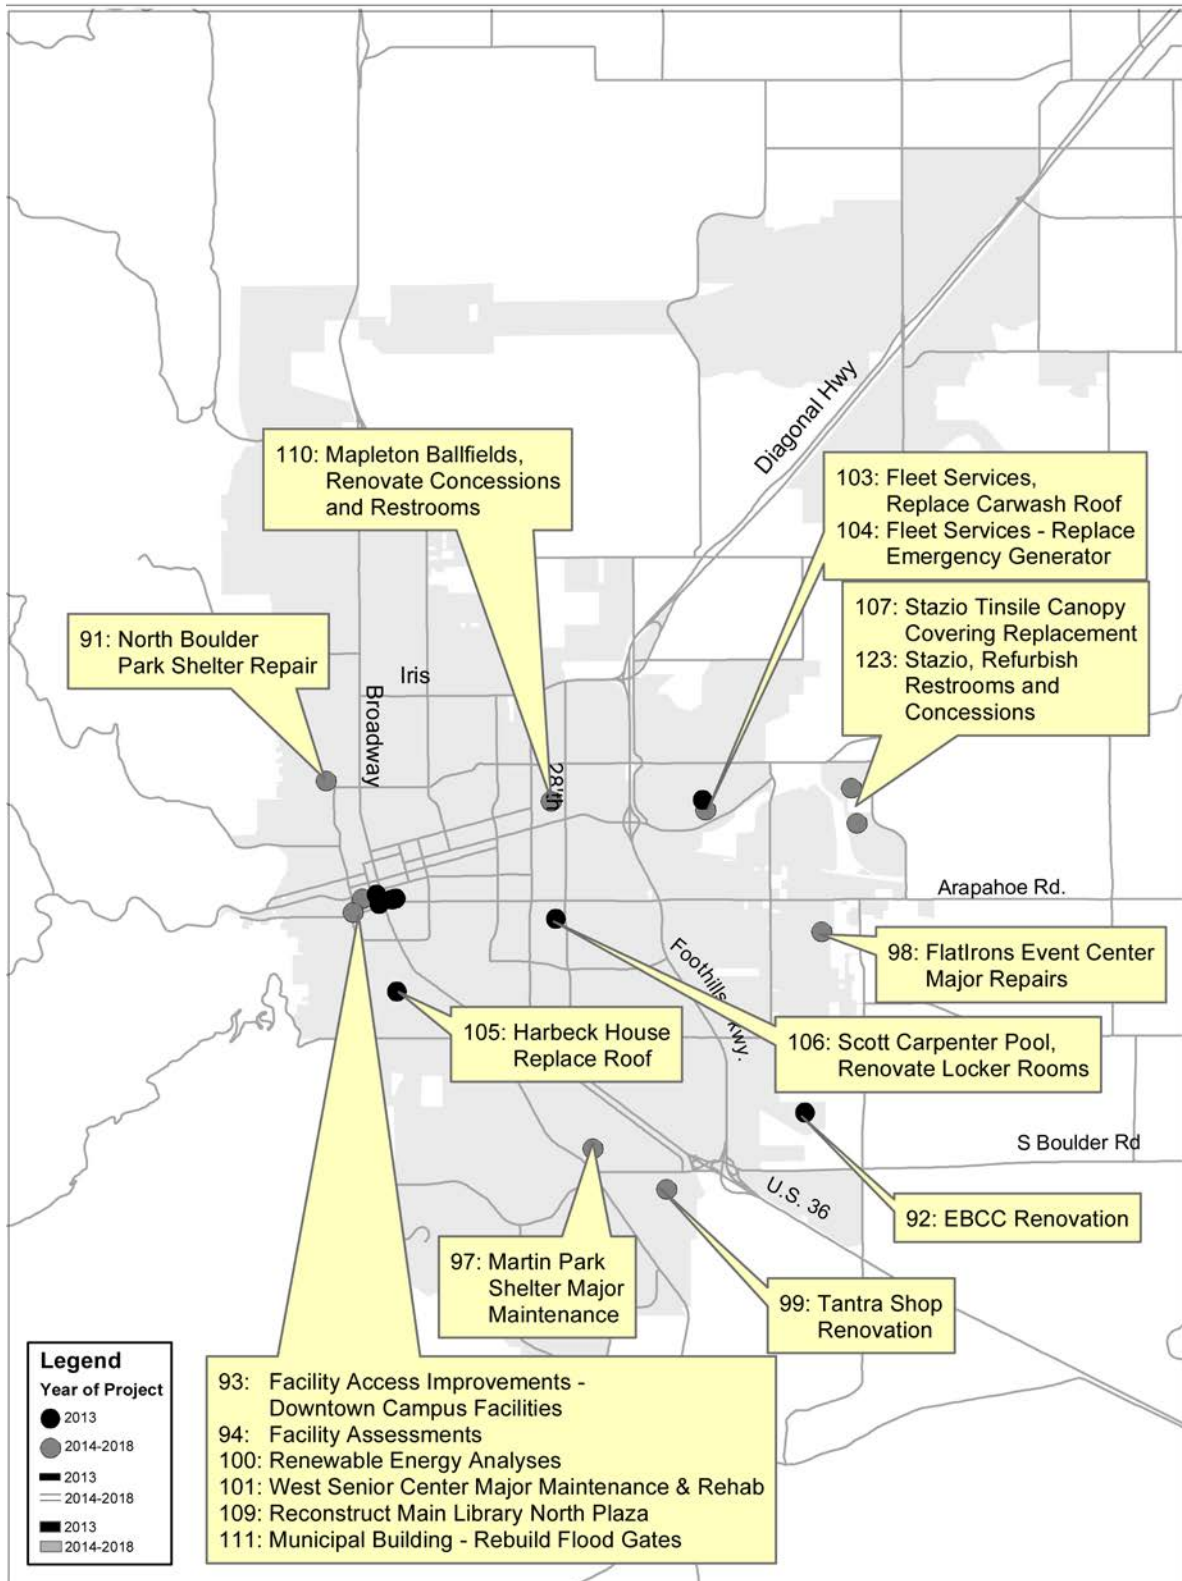 Diagonal Hwy
110: Mapleton Ballfields,
Renovate Concessions
and Restrooms
103: Fleet Services,
Replace Carwash Roof
104: Fleet Services - Replace
Emergency Generator
107: Stazio Tinsile Canopy
Covering Replacement
123: Stazio, Refurbish
Restrooms and
Concessions
91: North Boulder
Park Shelter Repair
Iris
Broadway
28'th
Arapahoe Rd.
98: FlatIrons Event Center
Major Repairs
Foothills
105: Harbeck House
Replace Roof
106: Scott Carpenter Pool,
Renovate Locker Rooms
S Boulder Rd
U.S. 36
92: EBCC Renovation
97: Martin Park
Shelter Major
Maintenance
99: Tantra Shop
Renovation
93: Facility Access Improvements -
Downtown Campus Facilities
94: Facility Assessments
100: Renewable Energy Analyses
101: West Senior Center Major Maintenance & Rehab
109: Reconstruct Main Library North Plaza
111: Municipal Building - Rebuild Flood Gates
Legend
Year of Project
2013
2014-2018
2013
2014-2018
2013
2014-2018